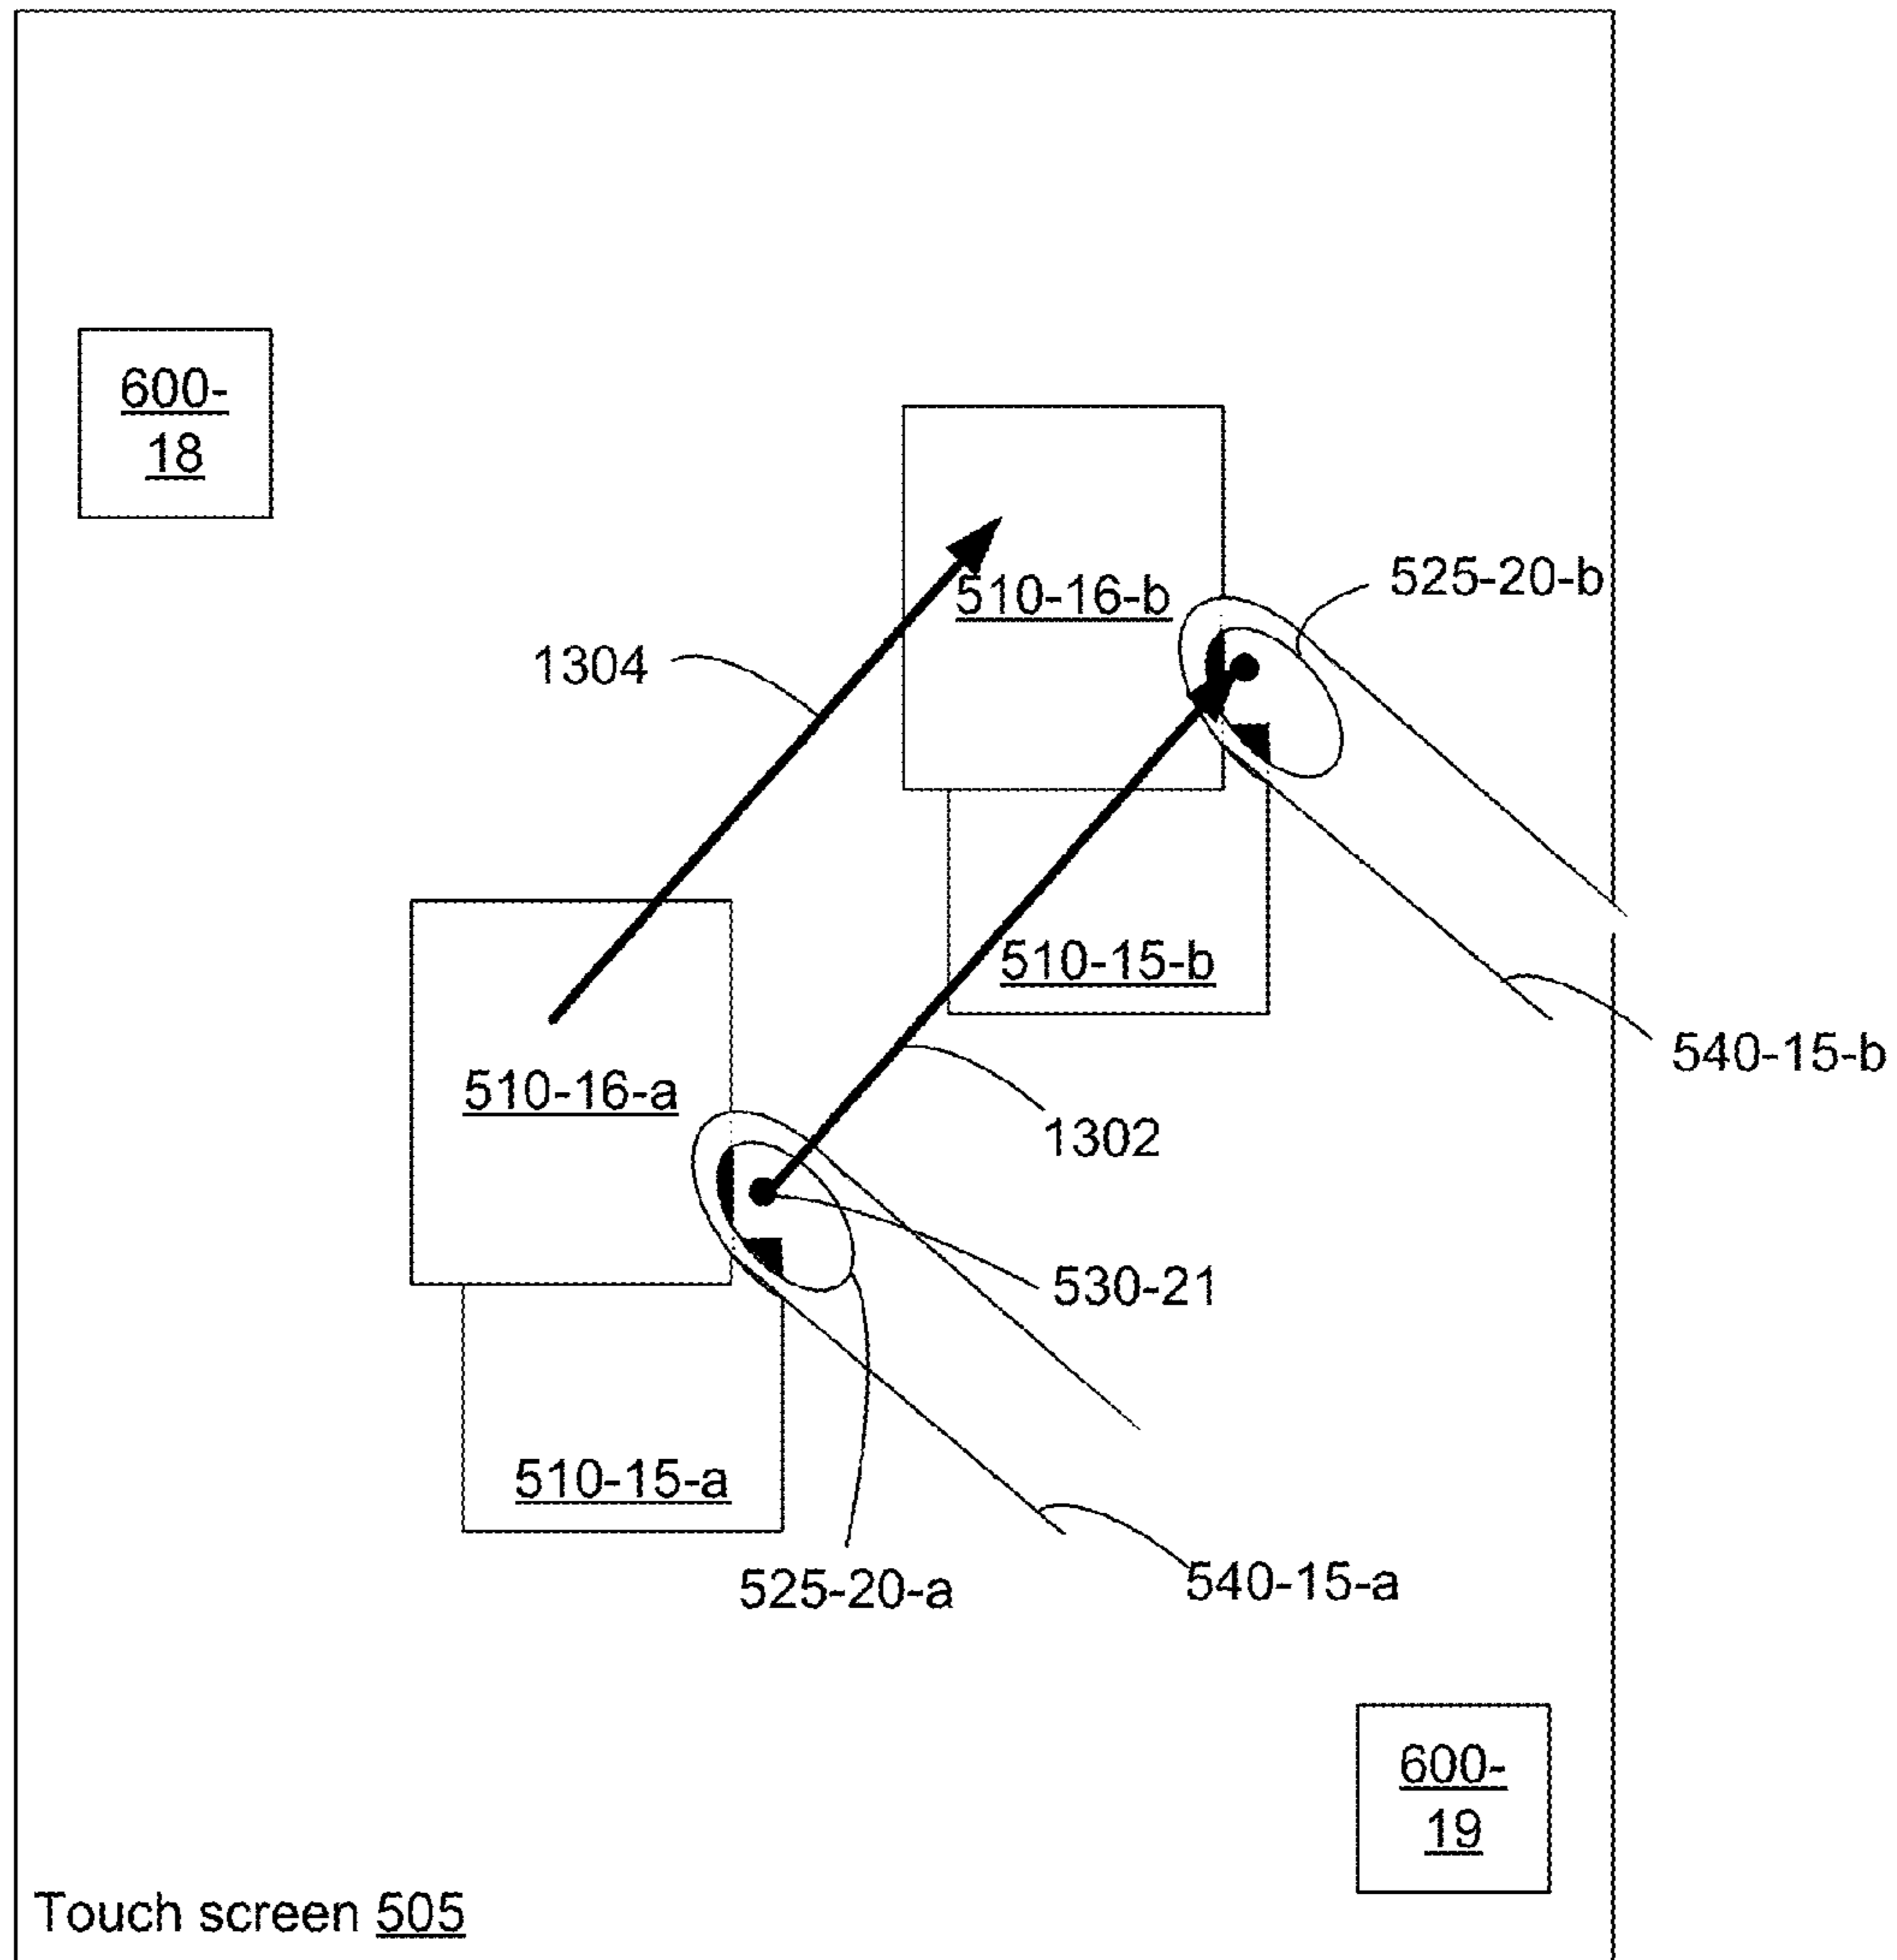 600-
18
510-16-b
525-20-b
1304
510-15-b
540-15-b
510-16-a
1302
530-21
510-15-a
525-20-a
540-15-a
600-
19
Touch screen 505